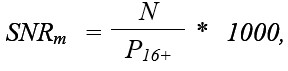 SNRₘ = N / P₁₆₊ * 1000,